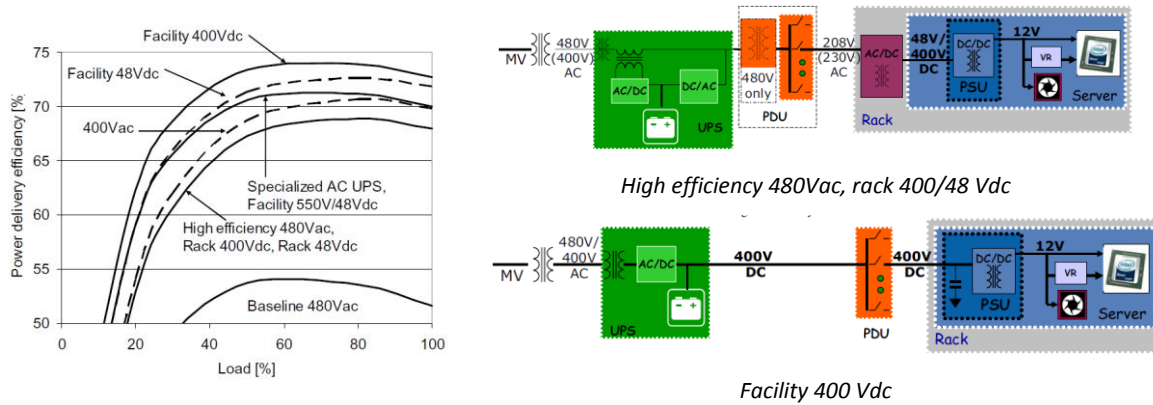 Power delivery efficiency [%]
75
70
65
60
55
50
0
20
40
60
80
100
Load [%]
Facility 400Vdc
Facility 48Vdc
400Vac
Specialized AC UPS,
Facility 550V/48Vdc
High efficiency 480Vac,
Rack 400Vdc, Rack 48Vdc
Baseline 480Vac
MV
480V
(400V)
AC
AC/DC
DC/AC
UPS
480V
only
PDU
208V
(230V)
AC
AC/DC
48V/
400V
DC
DC/DC
PSU
12V
VR
Server
Rack
High efficiency 480Vac, rack 400/48 Vdc
MV
480V/
400V
AC
AC/DC
UPS
400V
DC
PDU
400V
DC
DC/DC
PSU
12V
VR
Server
Rack
Facility 400 Vdc